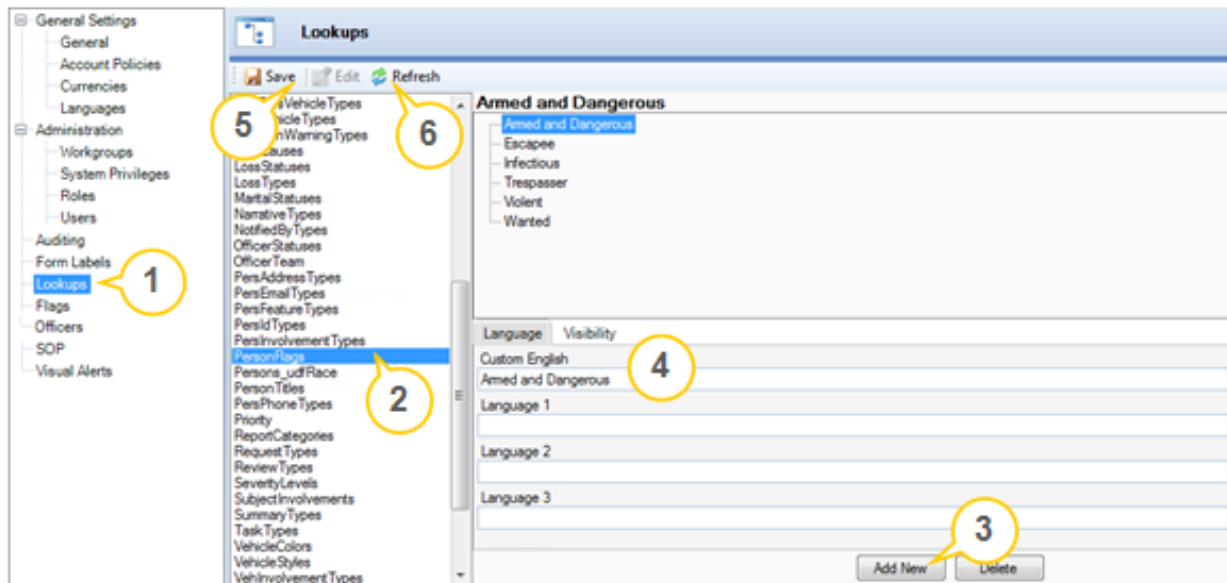 General Settings
General
Account Policies
Currencies
Languages
Administration
Workgroups
System Privileges
Roles
Users
Auditing
Form Labels
Lookups
Flags
Officers
SOP
Visual Alerts
1
Lookups
Save
Edit
Refresh
5
6
VehicleTypes
WarningTypes
LossStatuses
LossTypes
MaritalStatuses
NarrativeTypes
NotifiedByTypes
OfficerStatuses
OfficerTeam
PersAddressTypes
PersEmailTypes
PersFeatureTypes
PersIdTypes
PersInvolvementTypes
PersonFlags
Persons_udfRace
PersonTitles
PersPhoneTypes
Priority
ReportCategories
RequestTypes
ReviewTypes
SeverityLevels
SubjectInvolvements
SummaryTypes
TaskTypes
VehicleColors
VehicleStyles
VehInvolvementTypes
2
Armed and Dangerous
Armed and Dangerous
Escapee
Infectious
Trespasser
Violent
Wanted
Language Visibility
Custom English
Armed and Dangerous
4
Language 1
Language 2
Language 3
3
Add New Delete